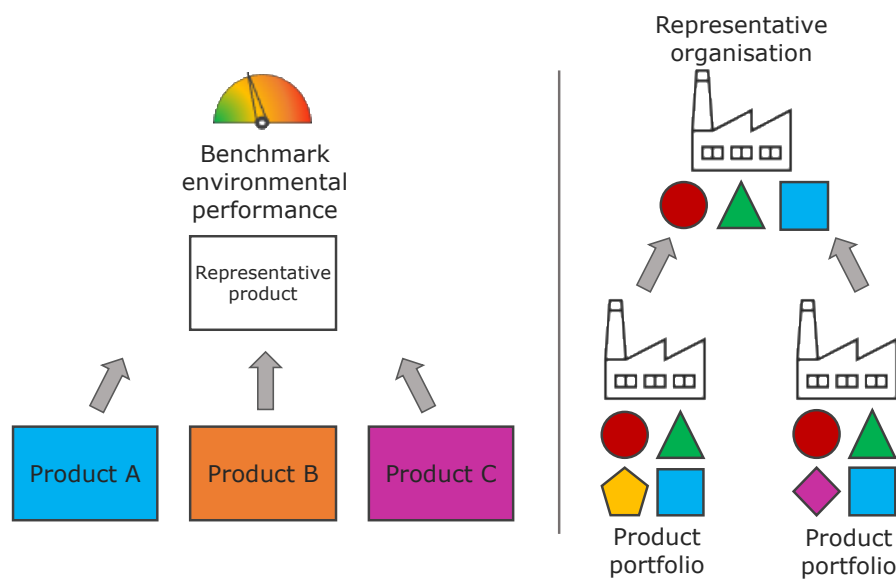 Benchmark
environmental
performance
Representative
product
Product A
Product B
Product C
Representative
organisation
Product
portfolio
Product
portfolio